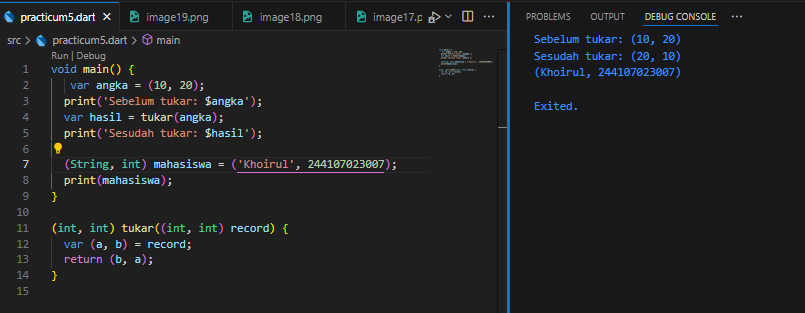 practicum5.dart
image19.png
image18.png
image17.p
src > practicum5.dart > main
Run | Debug
1 void main() {
2 var angka = (10, 20);
3 print('Sebelum tukar: $angka');
4 var hasil = tukar(angka);
5 print('Sesudah tukar: $hasil');
6
7 (String, int) mahasiswa = ('Khoirul', 244107023007);
8 print(mahasiswa);
9 }
10
11 (int, int) tukar((int, int) record) {
12 var (a, b) = record;
13 return (b, a);
14 }
15
PROBLEMS OUTPUT DEBUG CONSOLE
Sebelum tukar: (10, 20)
Sesudah tukar: (20, 10)
(Khoirul, 244107023007)
Exited.